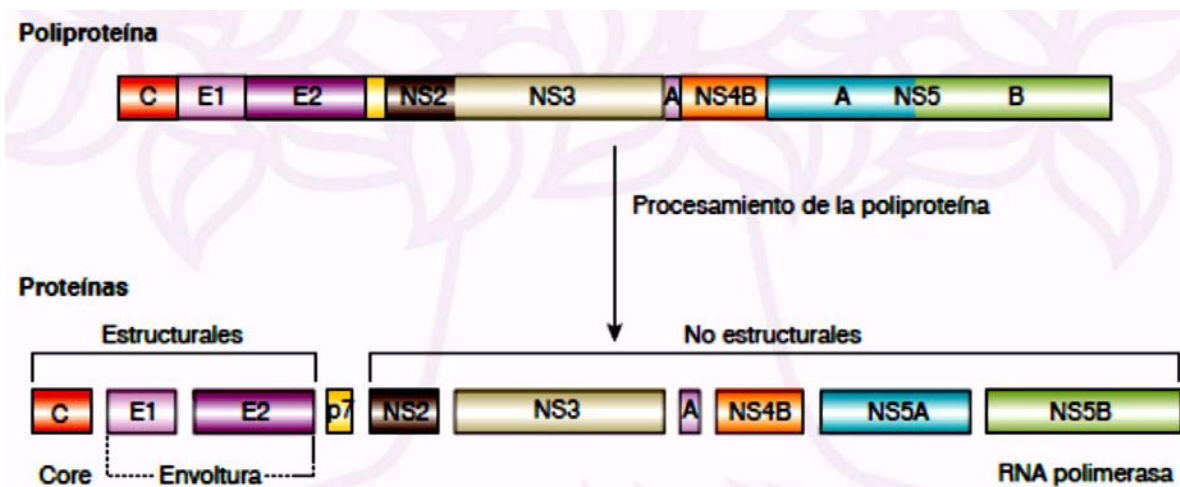 Poliproteína
C E1 E2 NS2 NS3 A NS4B A NS5 B
Procesamiento de la poliproteína
Proteínas
Estructurales No estructurales
C E1 E2 p7 NS2 NS3 A NS4B NS5A NS5B
Core Envoltura RNA polimerasa